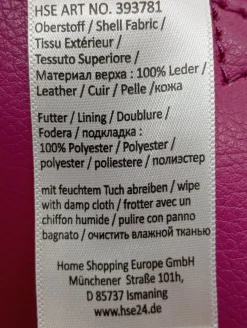 HSE ART NO. 393781
Oberstoff / Shell Fabric /
Tissu Extérieur /
Tessuto Superiore /
Материал верха : 100% Leder /
Leather / Cuir / Pelle /кожа
Futter / Lining / Doublure /
Fodera / подкладка :
100% Polyester / Polyester /
polyester / poliestere / полиэстер
mit feuchtem Tuch abreiben / wipe
with damp cloth / frotter avec un
chiffon humide / pulire con panno
bagnato / очистить влажной тканью
Home Shopping Europe GmbH
Münchener Straße 101h,
D 85737 Ismaning
www.hse24.de